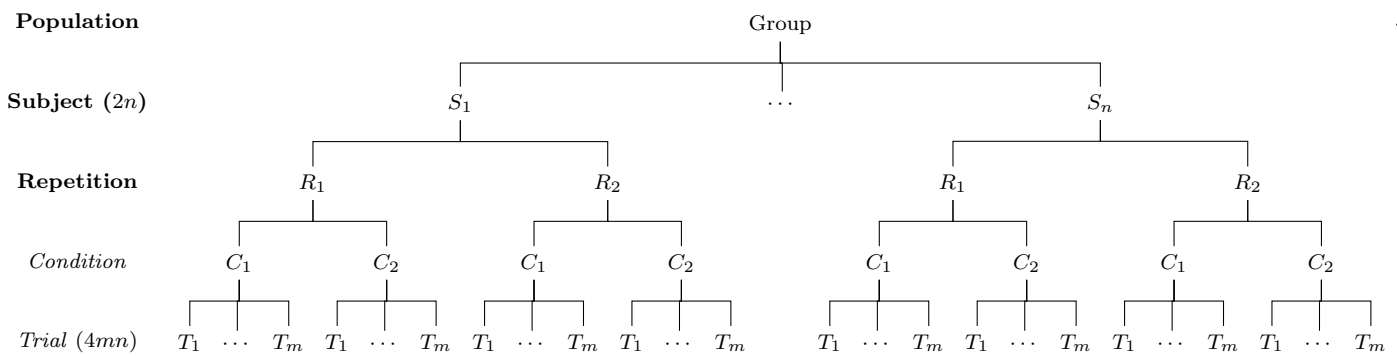 Population Group
Subject (2n) S₁ ⋯ Sₙ
Repetition R₁ R₂ R₁ R₂
Condition C₁ C₂ C₁ C₂ C₁ C₂ C₁ C₂
Trial (4mn) T₁ ⋯ Tₘ T₁ ⋯ Tₘ T₁ ⋯ Tₘ T₁ ⋯ Tₘ T₁ ⋯ Tₘ T₁ ⋯ Tₘ T₁ ⋯ Tₘ T₁ ⋯ Tₘ